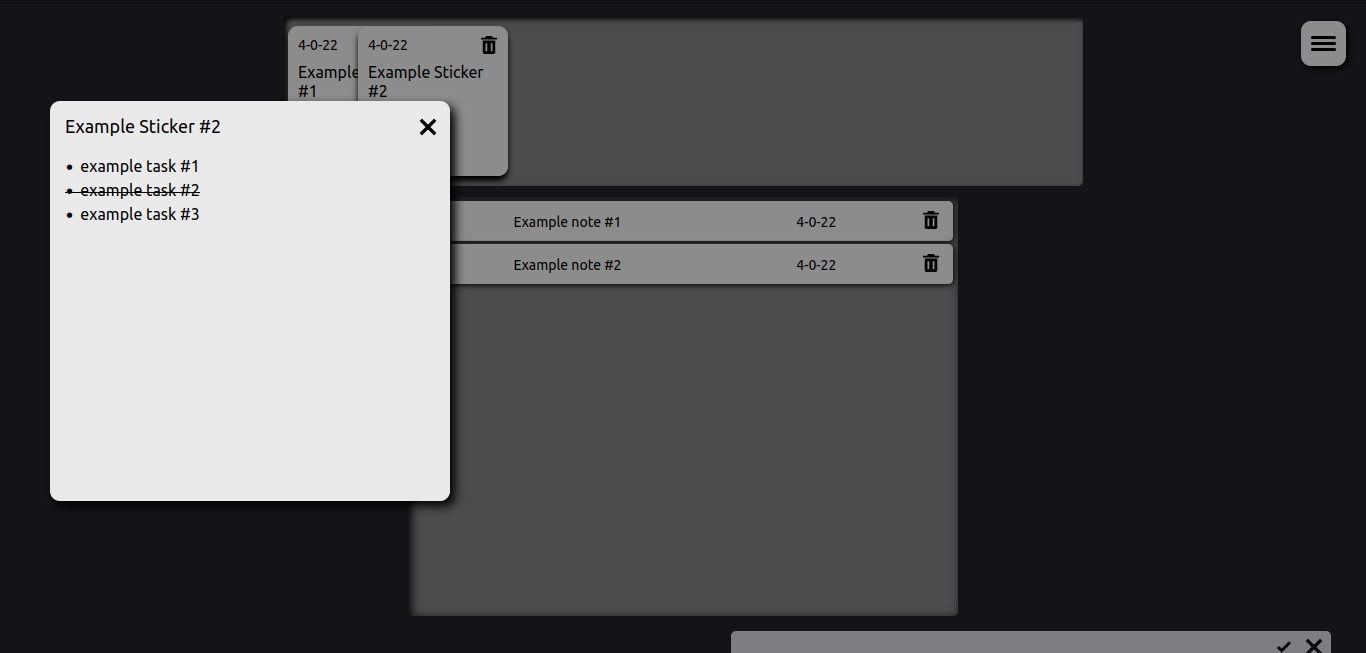 4-0-22
Example
#1
4-0-22
Example Sticker
#2
Example Sticker #2
• example task #1
• example task #2
• example task #3
Example note #1 4-0-22
Example note #2 4-0-22